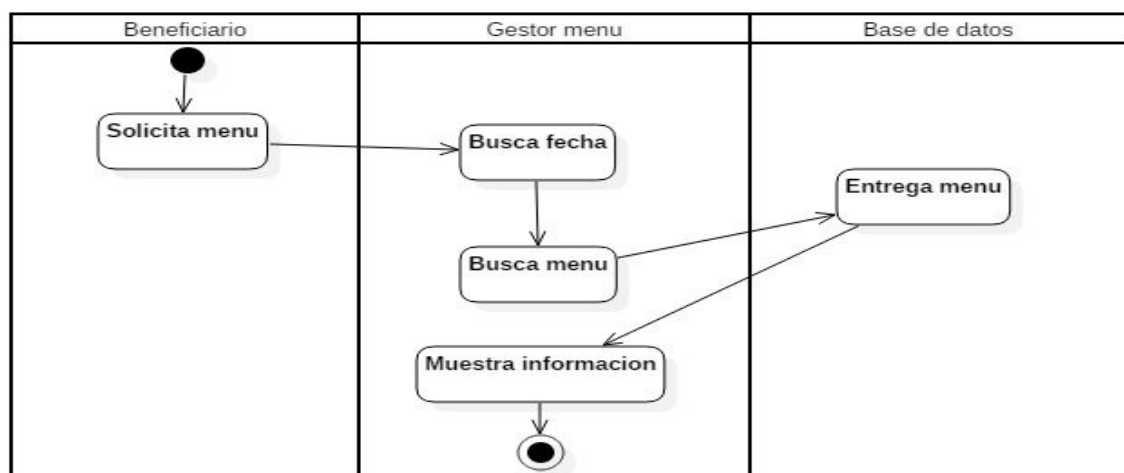 Beneficiario
Gestor menu
Base de datos
Solicita menu
Busca fecha
Entrega menu
Busca menu
Muestra informacion